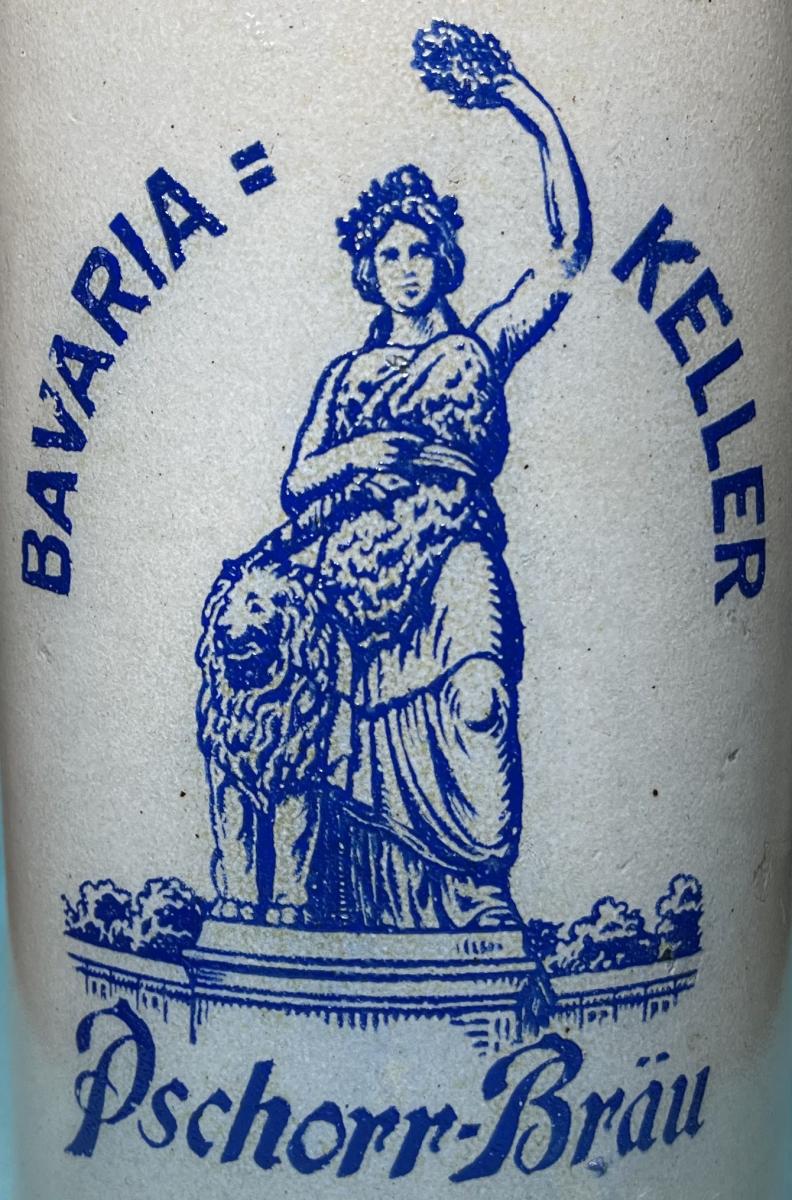 BAVARIA=
KELLER
Pschorr-Bräu